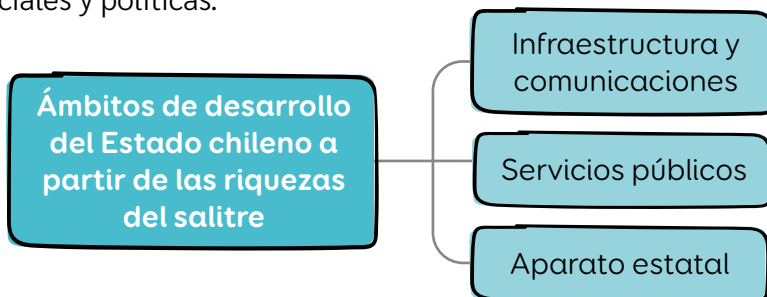 ciales y políticas.
Infraestructura y
comunicaciones
Ámbitos de desarrollo
del Estado chileno a
partir de las riquezas
del salitre
Servicios públicos
Aparato estatal